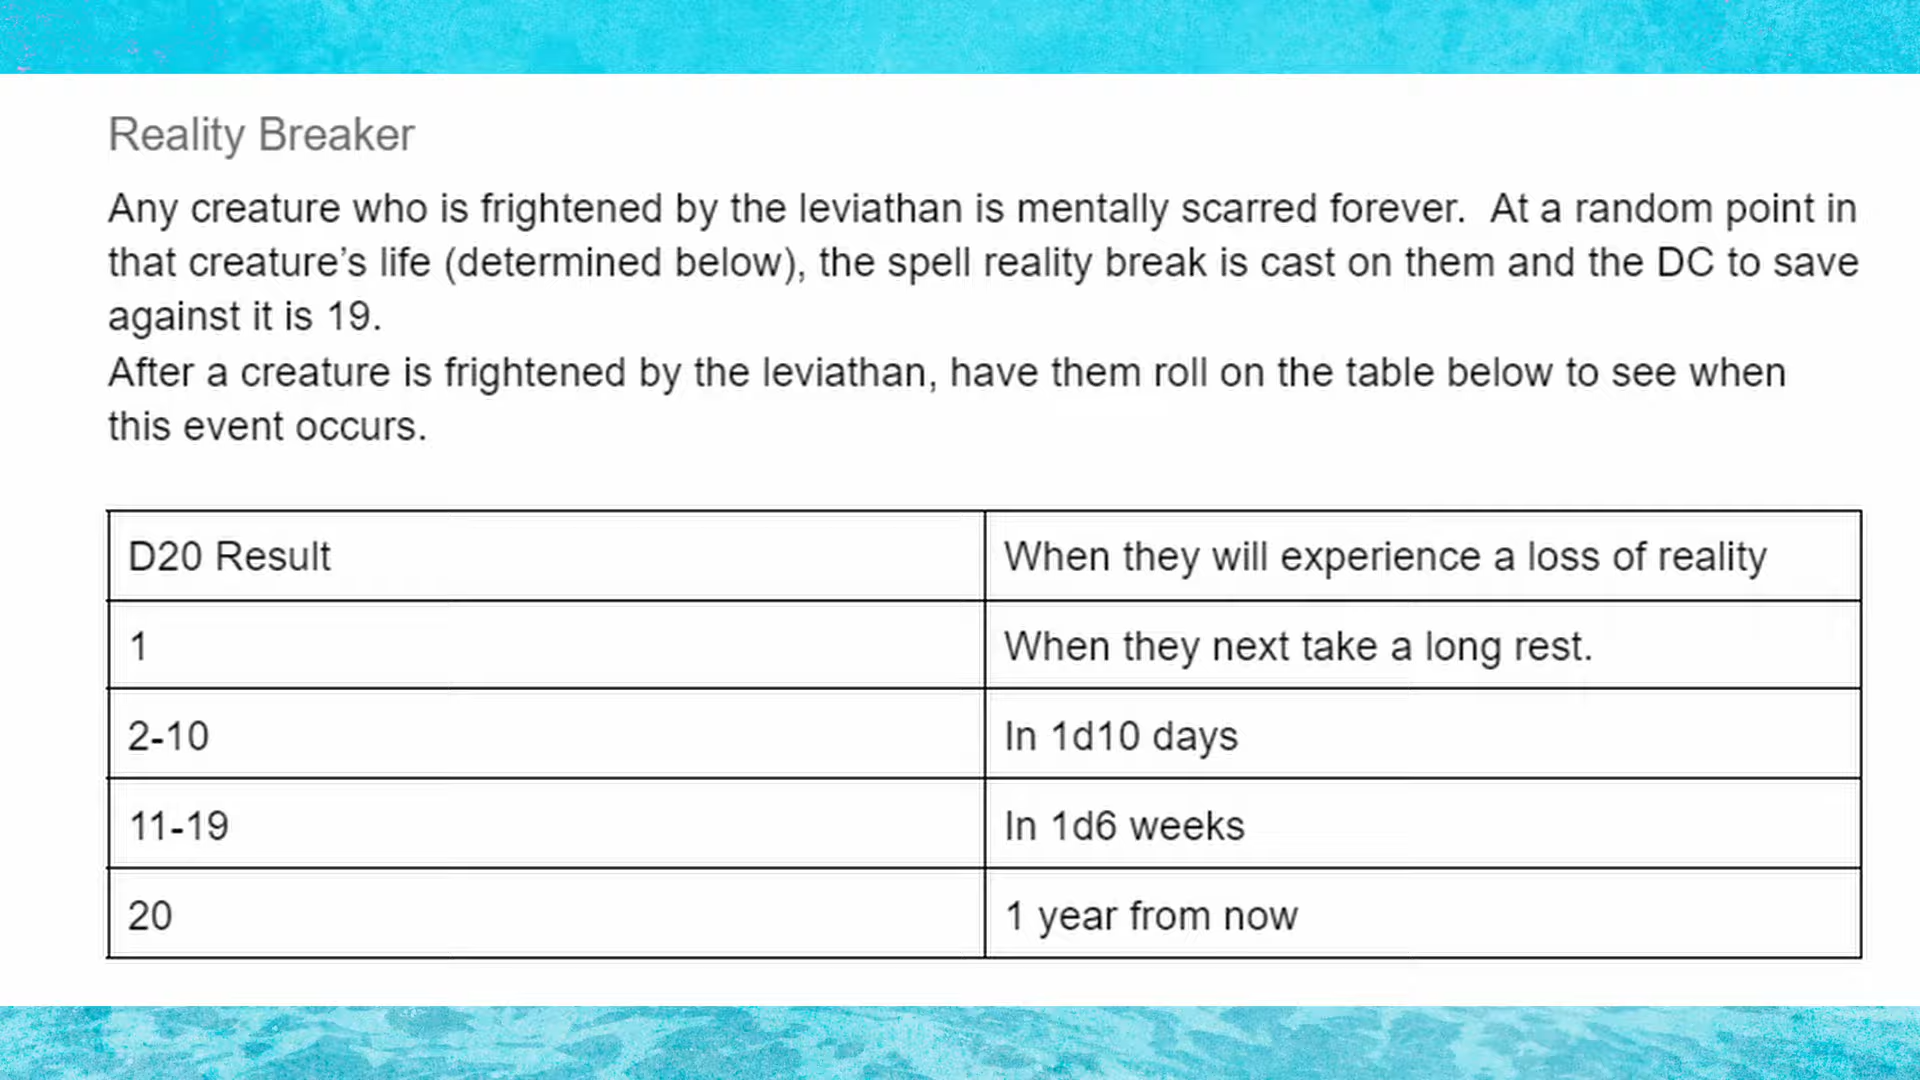 Reality Breaker
Any creature who is frightened by the leviathan is mentally scarred forever.  At a random point in
that creature’s life (determined below), the spell reality break is cast on them and the DC to save
against it is 19.
After a creature is frightened by the leviathan, have them roll on the table below to see when
this event occurs.
D20 Result
When they will experience a loss of reality
1
When they next take a long rest.
2-10
In 1d10 days
11-19
In 1d6 weeks
20
1 year from now